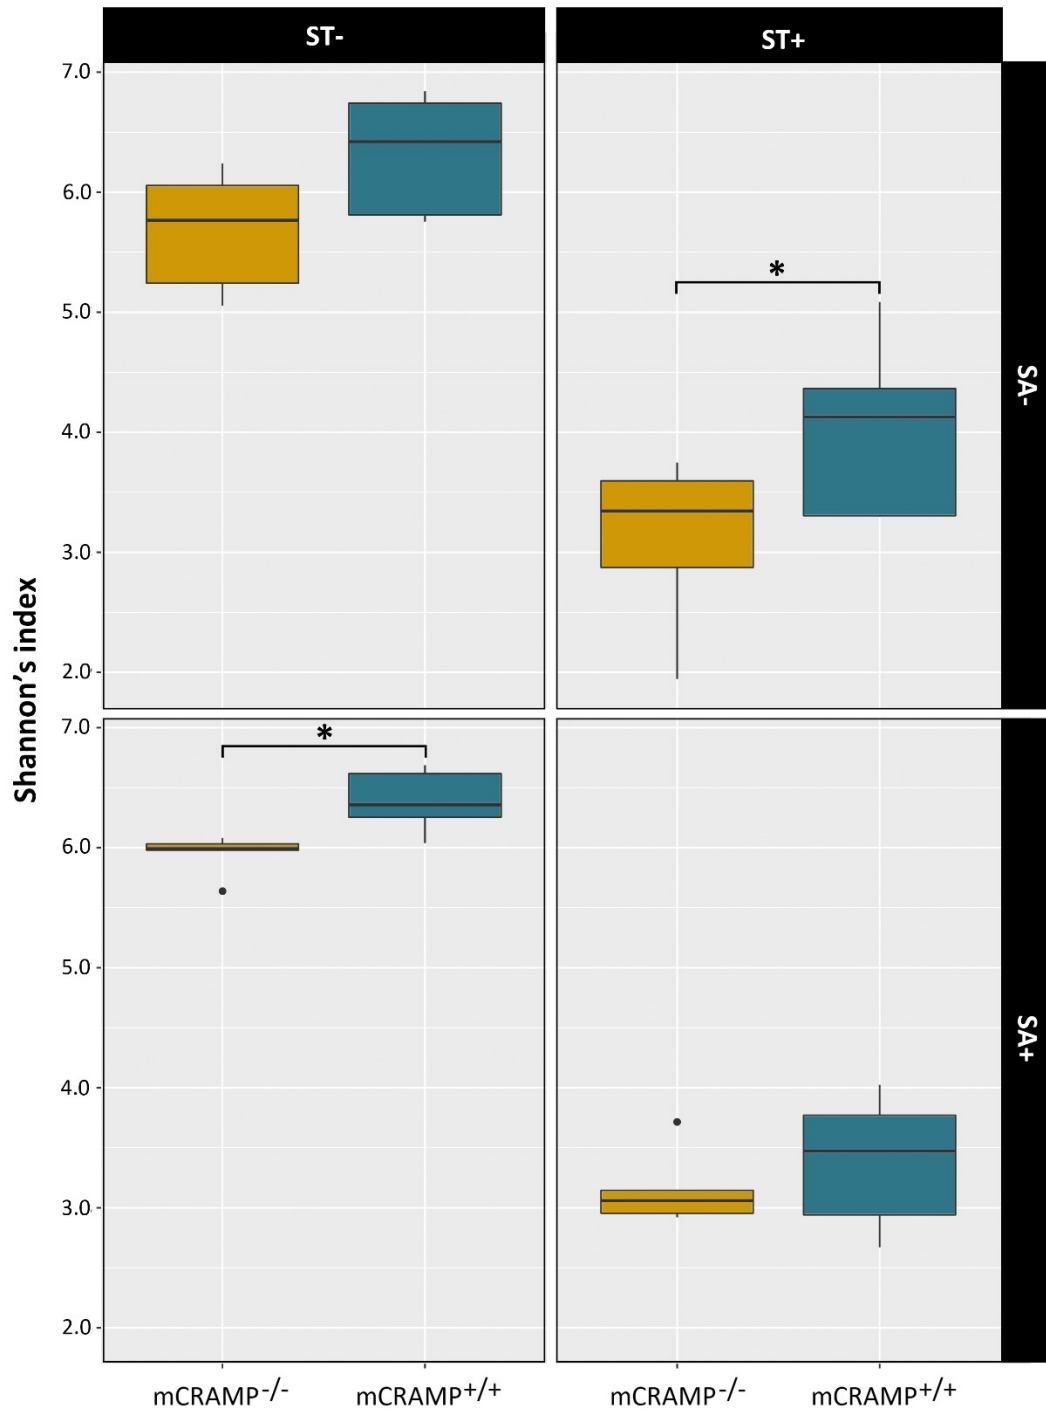 ST-
ST+
7.0
6.0
5.0
4.0
3.0
2.0
*
SA-
Shannon's index
7.0
6.0
5.0
4.0
3.0
2.0
*
SA+
mCRAMP-/-
mCRAMP+/+
mCRAMP-/-
mCRAMP+/+